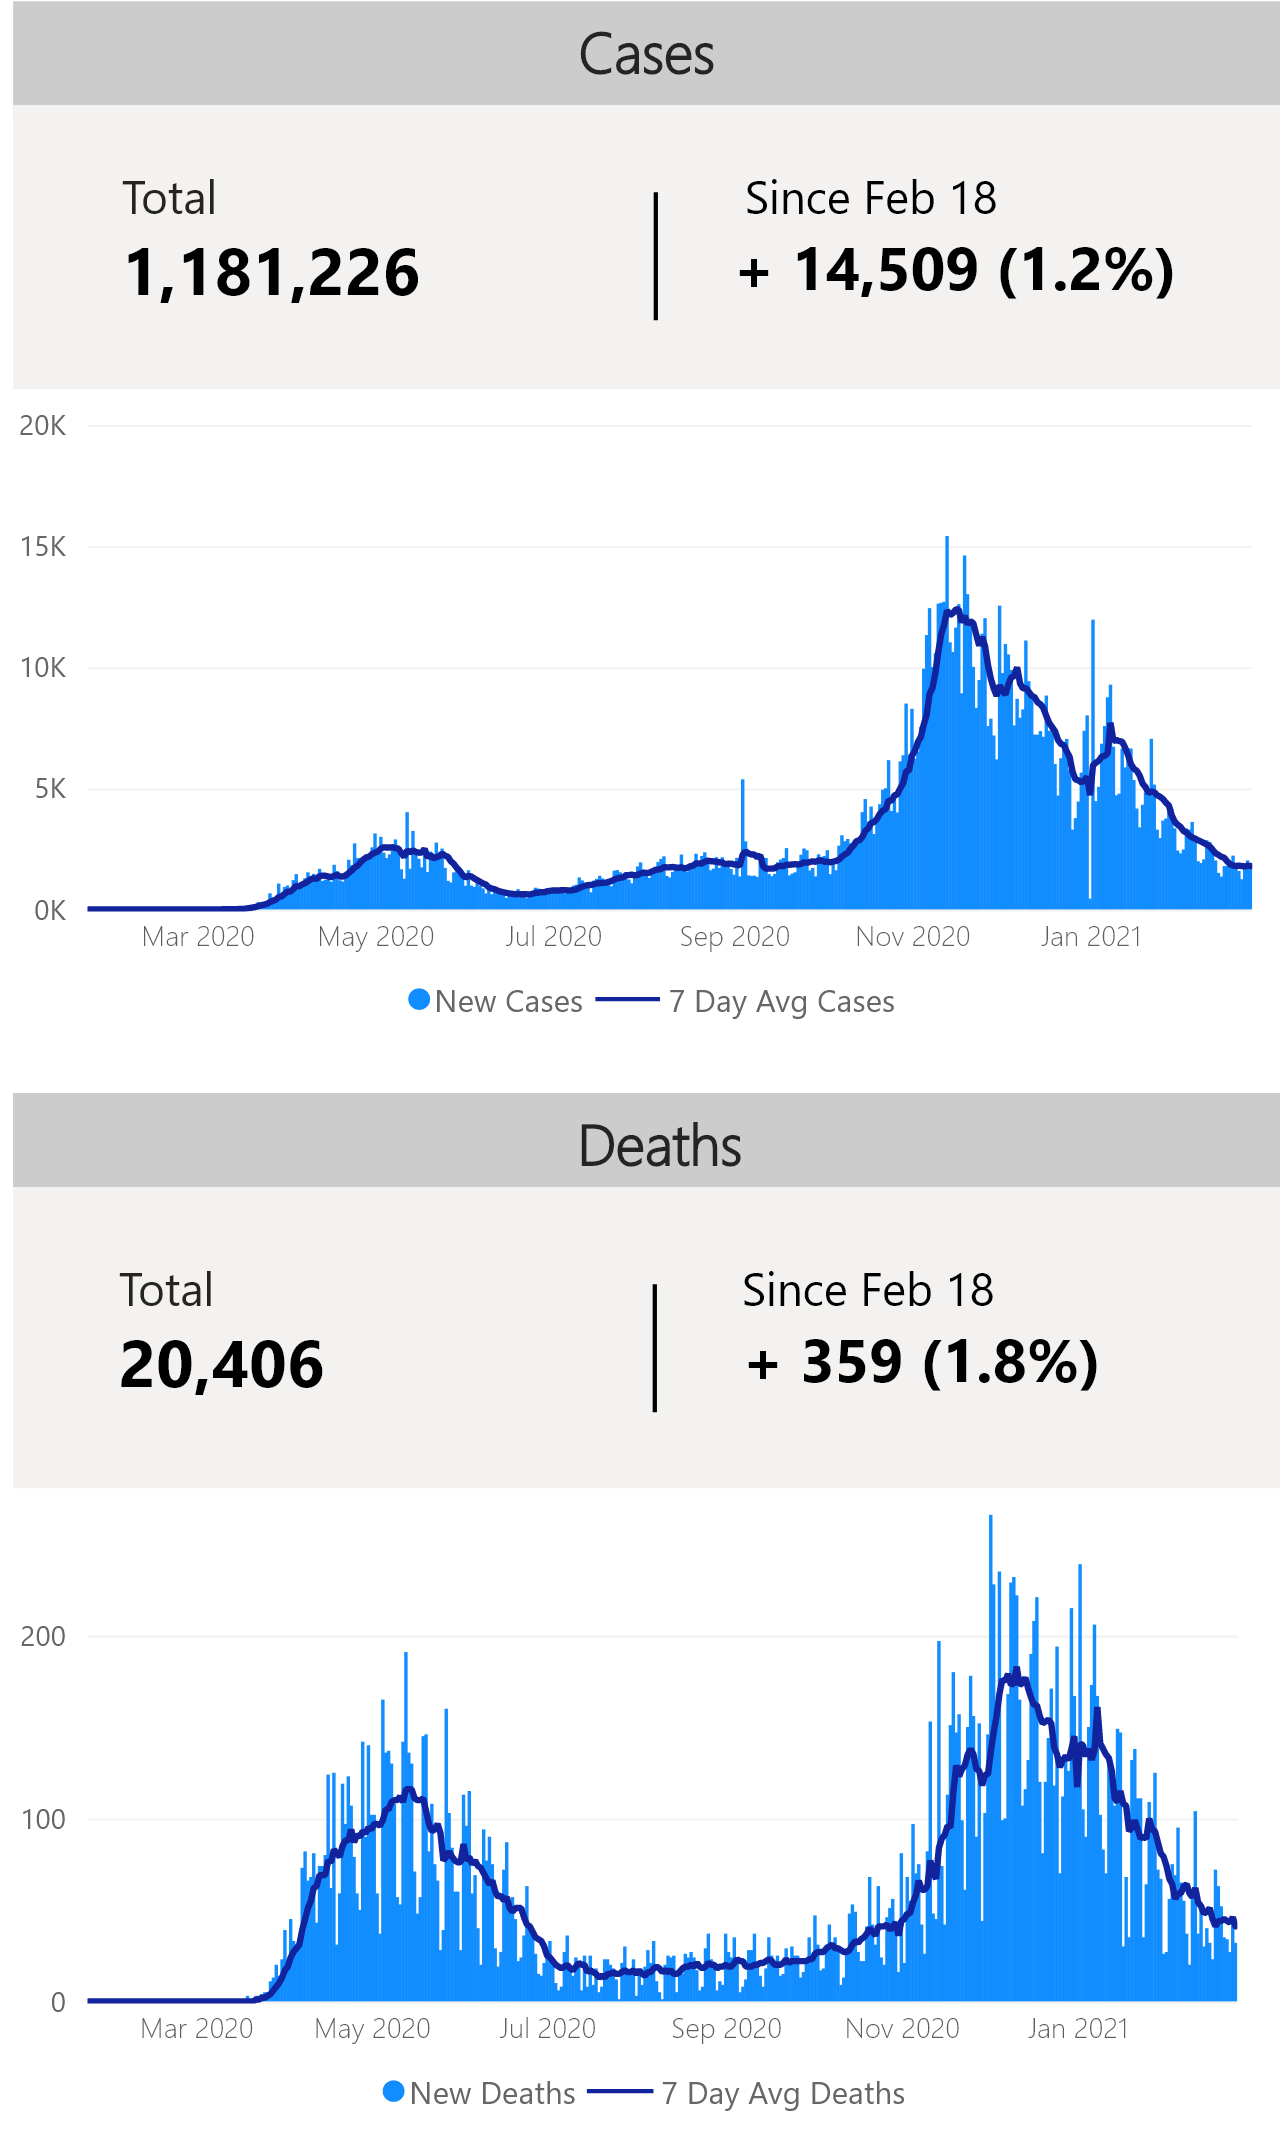 Cases
Total
Since Feb 18
1,181,226
+ 14,509 (1.2%)
20K
15K
10K
5K
0K
Mar 2020 May 2020 Jul 2020 Sep 2020 Nov 2020 Jan 2021
New Cases 7 Day Avg Cases
Deaths
Total
Since Feb 18
20,406
+ 359 (1.8%)
200
100
0
Mar 2020 May 2020 Jul 2020 Sep 2020 Nov 2020 Jan 2021
New Deaths 7 Day Avg Deaths